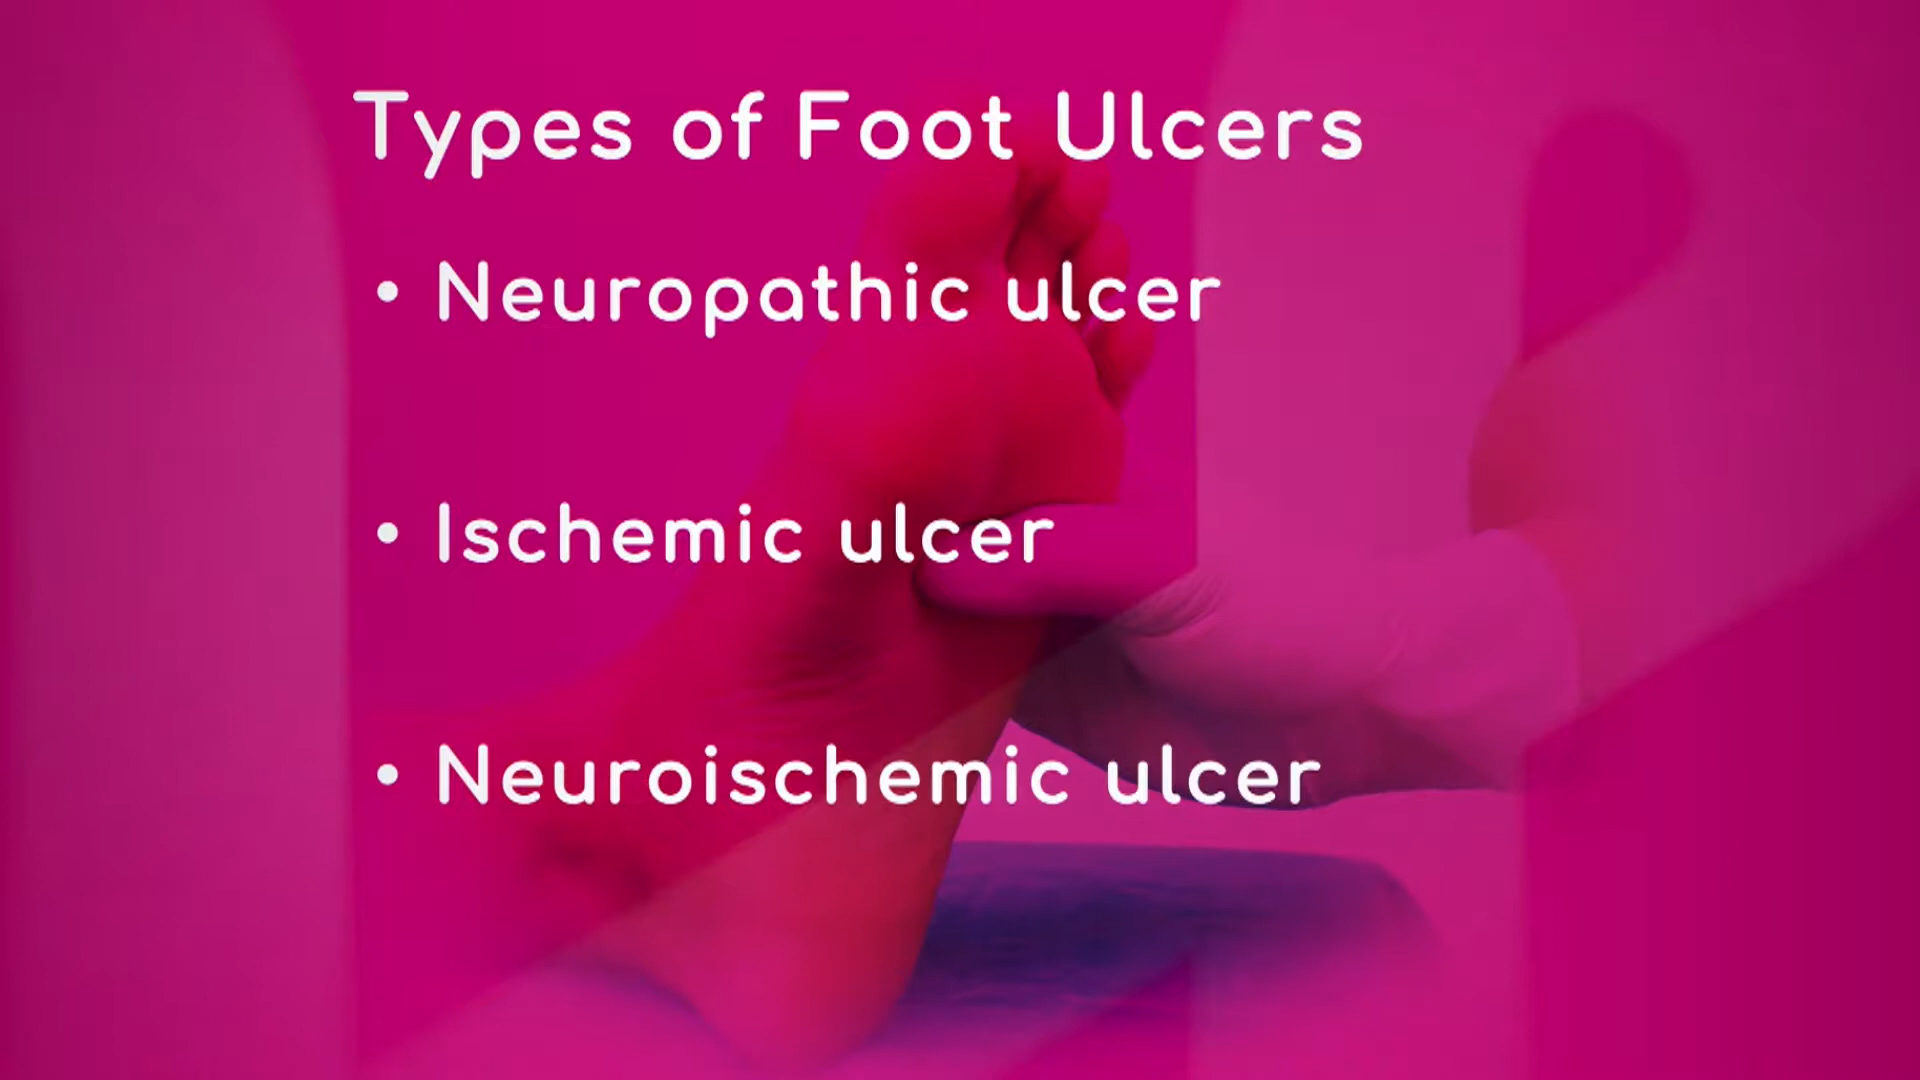 Types of Foot Ulcers
• Neuropathic ulcer
• Ischemic ulcer
• Neuroischemic ulcer